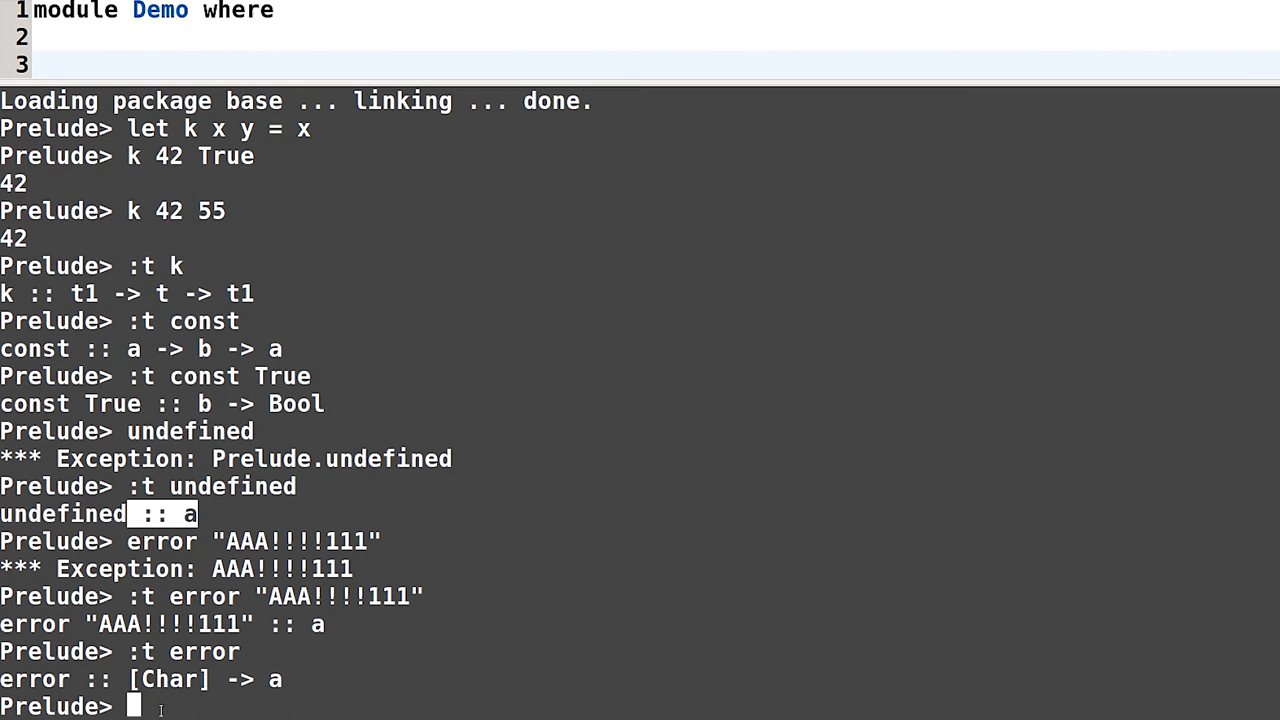 1 module Demo where
2
3
Loading package base ... linking ... done.
Prelude> let k x y = x
Prelude> k 42 True
42
Prelude> k 42 55
42
Prelude> :t k
k :: t1 -> t -> t1
Prelude> :t const
const :: a -> b -> a
Prelude> :t const True
const True :: b -> Bool
Prelude> undefined
*** Exception: Prelude.undefined
Prelude> :t undefined
undefined :: a
Prelude> error "AAA!!!!111"
*** Exception: AAA!!!!111
Prelude> :t error "AAA!!!!111"
error "AAA!!!!111" :: a
Prelude> :t error
error :: [Char] -> a
Prelude>